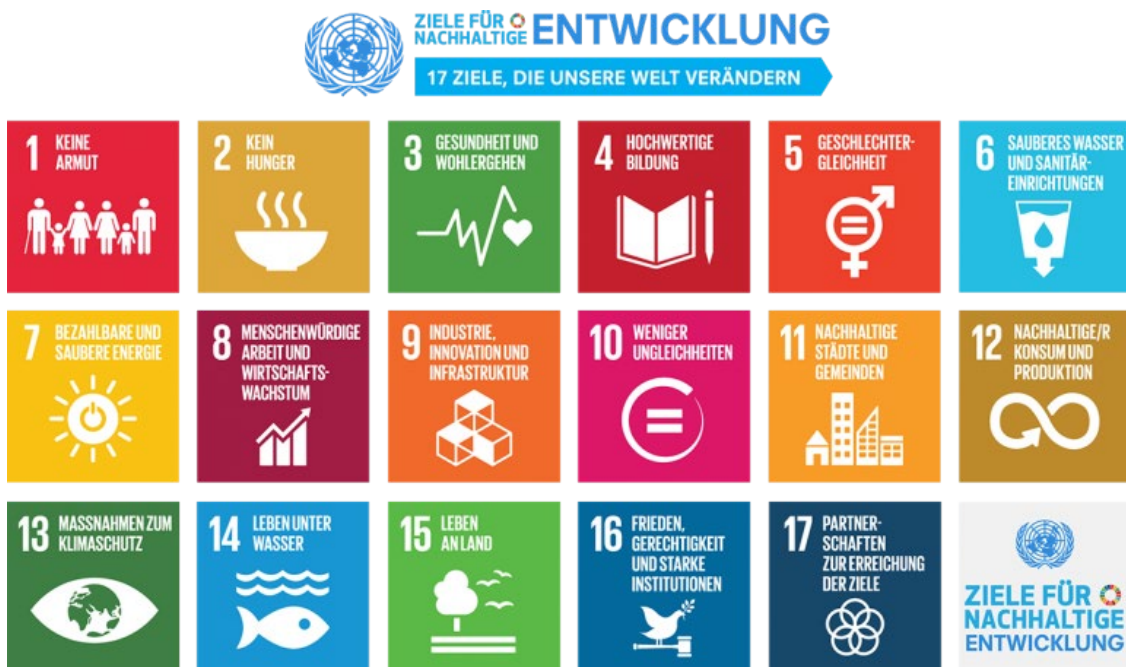 ZIELE FÜR
NACHHALTIGE
ENTWICKLUNG
17 ZIELE, DIE UNSERE WELT VERÄNDERN
1 KEINE
ARMUT
2 KEIN
HUNGER
3 GESUNDHEIT UND
WOHLERGEHEN
4 HOCHWERTIGE
BILDUNG
5 GESCHLECHTER-
GLEICHHEIT
6 SAUBERES WASSER
UND SANITÄR-
EINRICHTUNGEN
7 BEZAHLBARE UND
SAUBERE ENERGIE
8 MENSCHENWÜRDIGE
ARBEIT UND
WIRTSCHAFTS-
WACHSTUM
9 INDUSTRIE,
INNOVATION UND
INFRASTRUKTUR
10 WENIGER
UNGLEICHHEITEN
11 NACHHALTIGE
STÄDTE UND
GEMEINDEN
12 NACHHALTIGE/R
KONSUM UND
PRODUKTION
13 MASSNAHMEN ZUM
KLIMASCHUTZ
14 LEBEN UNTER
WASSER
15 LEBEN
AN LAND
16 FRIEDEN,
GERECHTIGKEIT
UND STARKE
INSTITUTIONEN
17 PARTNER-
SCHAFTEN
ZUR ERREICHUNG
DER ZIELE
ZIELE FÜR
NACHHALTIGE
ENTWICKLUNG